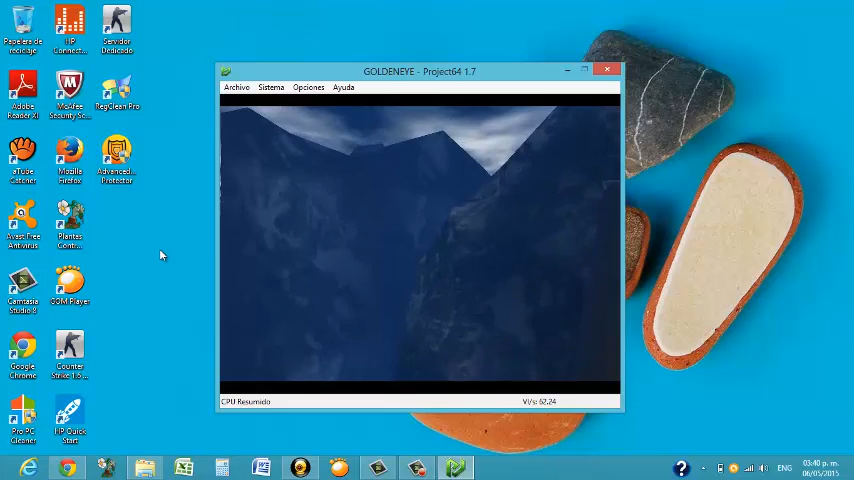 Papelera de
reciclaje
HP
Connect...
Servidor
Dedicado
Adobe
Reader XI
McAfee
Security Sc...
RegClean Pro
aTube
Catcher
Mozilla
Firefox
Advanced...
Protector
Avast Free
Antivirus
Plantas
Contr...
Camtasia
Studio 8
GOM Player
Google
Chrome
Counter
Strike 1.6 ...
Pro PC
Cleaner
HP Quick
Start
GOLDENEYE - Project64 1.7
Archivo Sistema Opciones Ayuda
CPU Resumido VI/s: 62.24
ENG
03:40 p. m.
06/05/2015